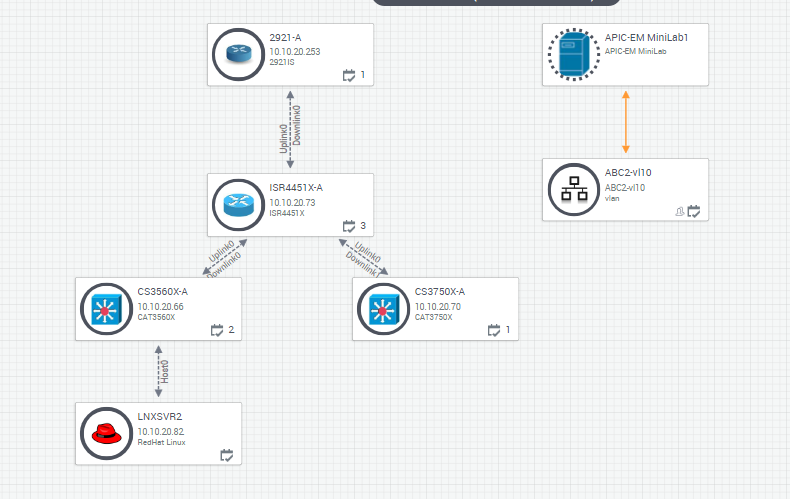 2921-A
10.10.20.253
2921IS
1
APIC-EM MiniLab1
APIC-EM MiniLab
Uplink0
Downlink0
ISR4451X-A
10.10.20.73
ISR4451X
3
ABC2-vl10
ABC2-vl10
vlan
Uplink0
Downlink0
Uplink0
Downlink
CS3560X-A
10.10.20.66
CAT3560X
2
CS3750X-A
10.10.20.70
CAT3750X
1
Host0
LNXSVR2
10.10.20.82
RedHat Linux